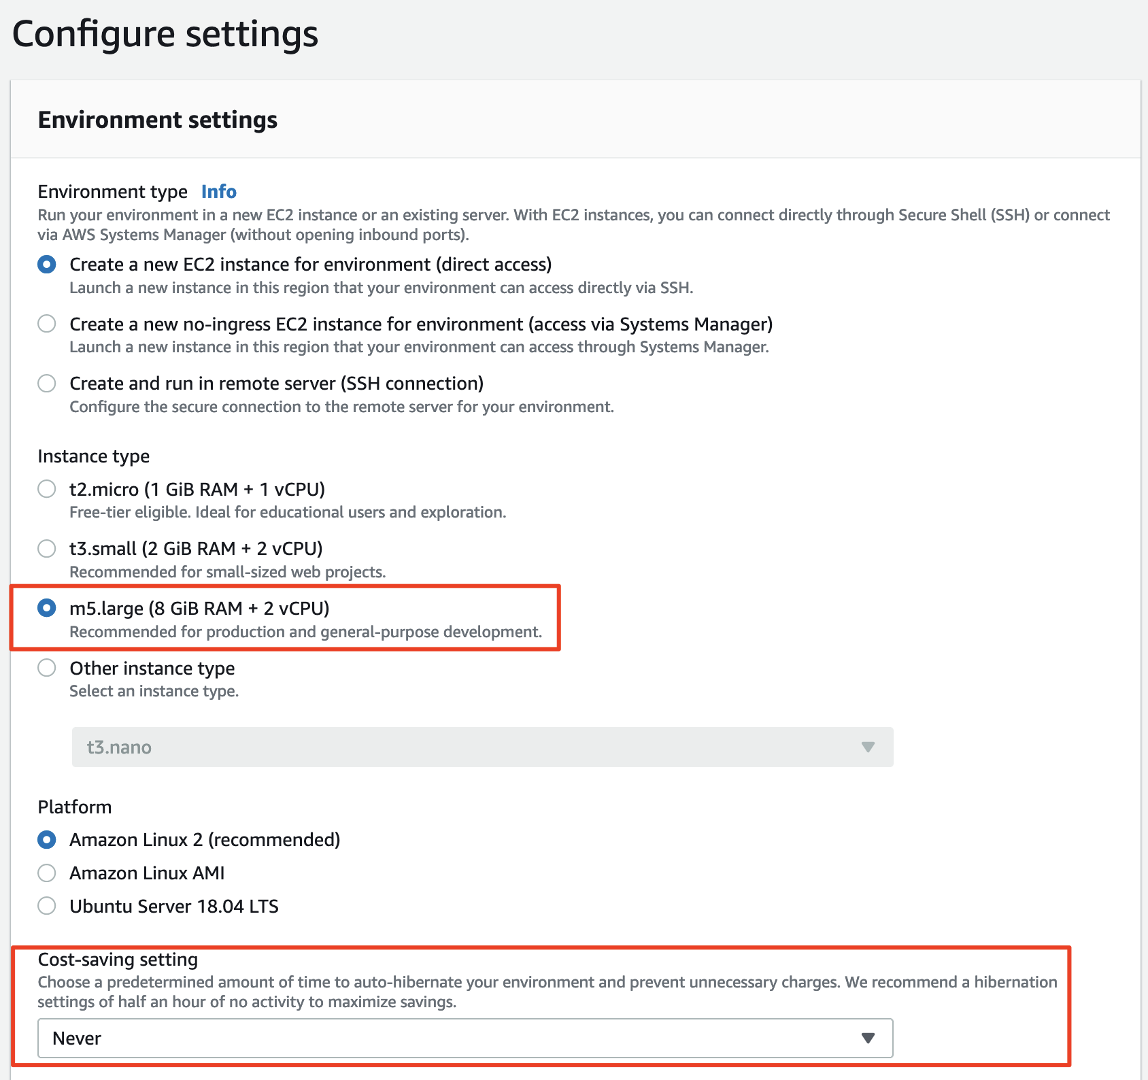 Configure settings
Environment settings
Environment type Info
Run your environment in a new EC2 instance or an existing server. With EC2 instances, you can connect directly through Secure Shell (SSH) or connect
via AWS Systems Manager (without opening inbound ports).
Create a new EC2 instance for environment (direct access)
Launch a new instance in this region that your environment can access directly via SSH.
Create a new no-ingress EC2 instance for environment (access via Systems Manager)
Launch a new instance in this region that your environment can access through Systems Manager.
Create and run in remote server (SSH connection)
Configure the secure connection to the remote server for your environment.
Instance type
t2.micro (1 GiB RAM + 1 vCPU)
Free-tier eligible. Ideal for educational users and exploration.
t3.small (2 GiB RAM + 2 vCPU)
Recommended for small-sized web projects.
m5.large (8 GiB RAM + 2 vCPU)
Recommended for production and general-purpose development.
Other instance type
Select an instance type.
t3.nano
Platform
Amazon Linux 2 (recommended)
Amazon Linux AMI
Ubuntu Server 18.04 LTS
Cost-saving setting
Choose a predetermined amount of time to auto-hibernate your environment and prevent unnecessary charges. We recommend a hibernation
settings of half an hour of no activity to maximize savings.
Never